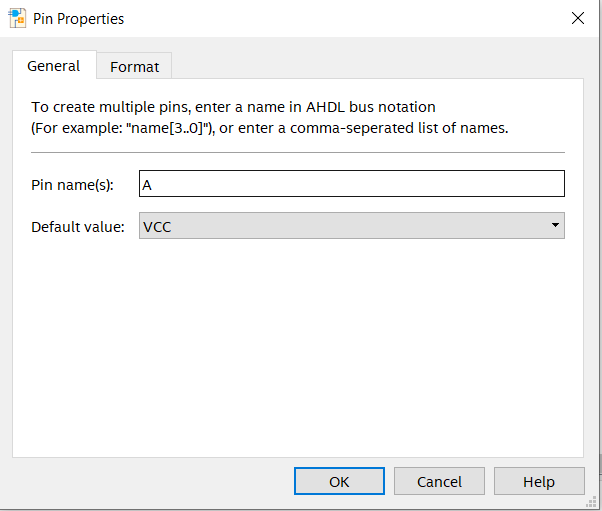 Pin Properties
General
Format
To create multiple pins, enter a name in AHDL bus notation
(For example: "name[3..0]"), or enter a comma-seperated list of names.
Pin name(s): A
Default value: VCC
OK Cancel Help